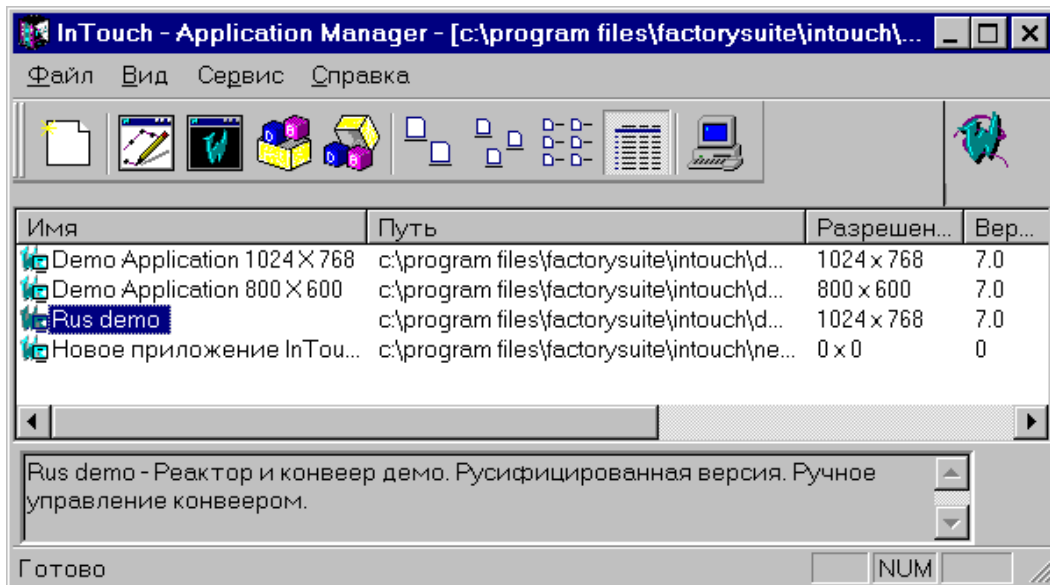 InTouch - Application Manager - [c:\program files\factorysuite\intouch\...
Файл Вид Сервис Справка
Имя Путь Разрешен... Вер...
Demo Application 1024 X 768 c:\program files\factorysuite\intouch\d... 1024 x 768 7.0
Demo Application 800 X 600 c:\program files\factorysuite\intouch\d... 800 x 600 7.0
Rus demo c:\program files\factorysuite\intouch\d... 1024 x 768 7.0
Новое приложение InTou... c:\program files\factorysuite\intouch\ne... 0 x 0 0
Rus demo - Реактор и конвеер демо. Русифицированная версия. Ручное
управление конвеером.
Готово NUM